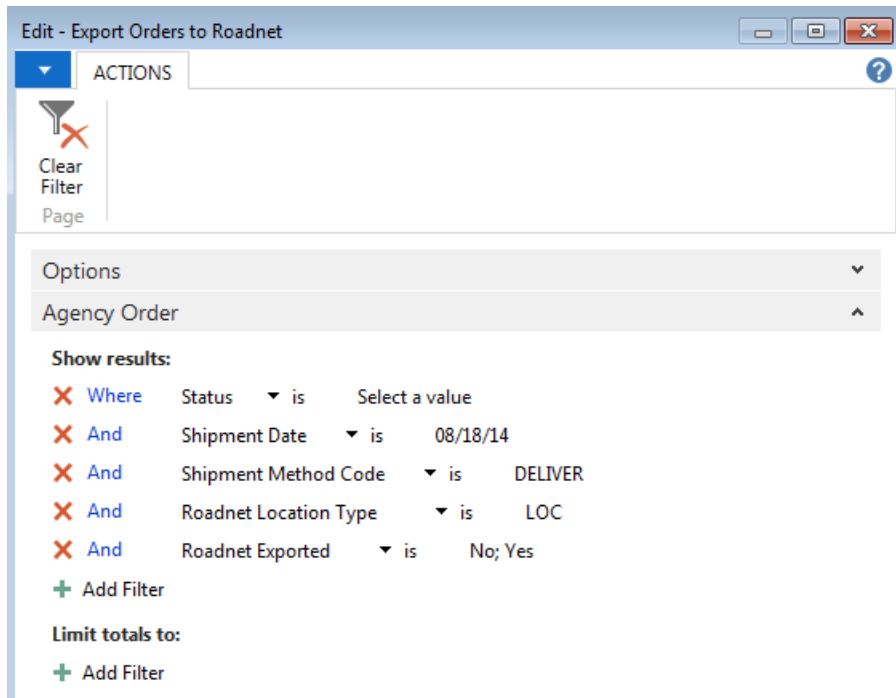 Edit - Export Orders to Roadnet
ACTIONS
Clear
Filter
Page
Options
Agency Order
Show results:
Where Status is Select a value
And Shipment Date is 08/18/14
And Shipment Method Code is DELIVER
And Roadnet Location Type is LOC
And Roadnet Exported is No; Yes
Add Filter
Limit totals to:
Add Filter